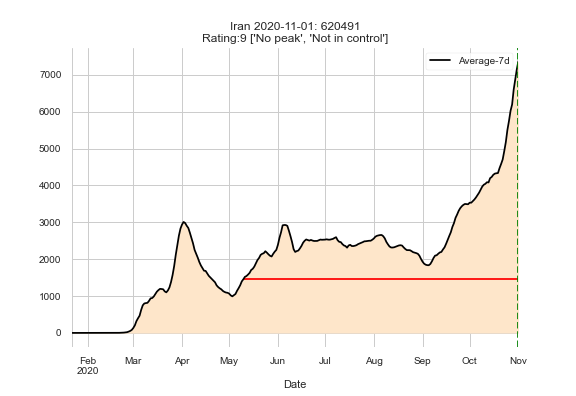 Iran 2020-11-01: 620491
Rating:9 ['No peak', 'Not in control']
Average-7d
7000
6000
5000
4000
3000
2000
1000
0
Feb Mar Apr May Jun Jul Aug Sep Oct Nov
2020
Date